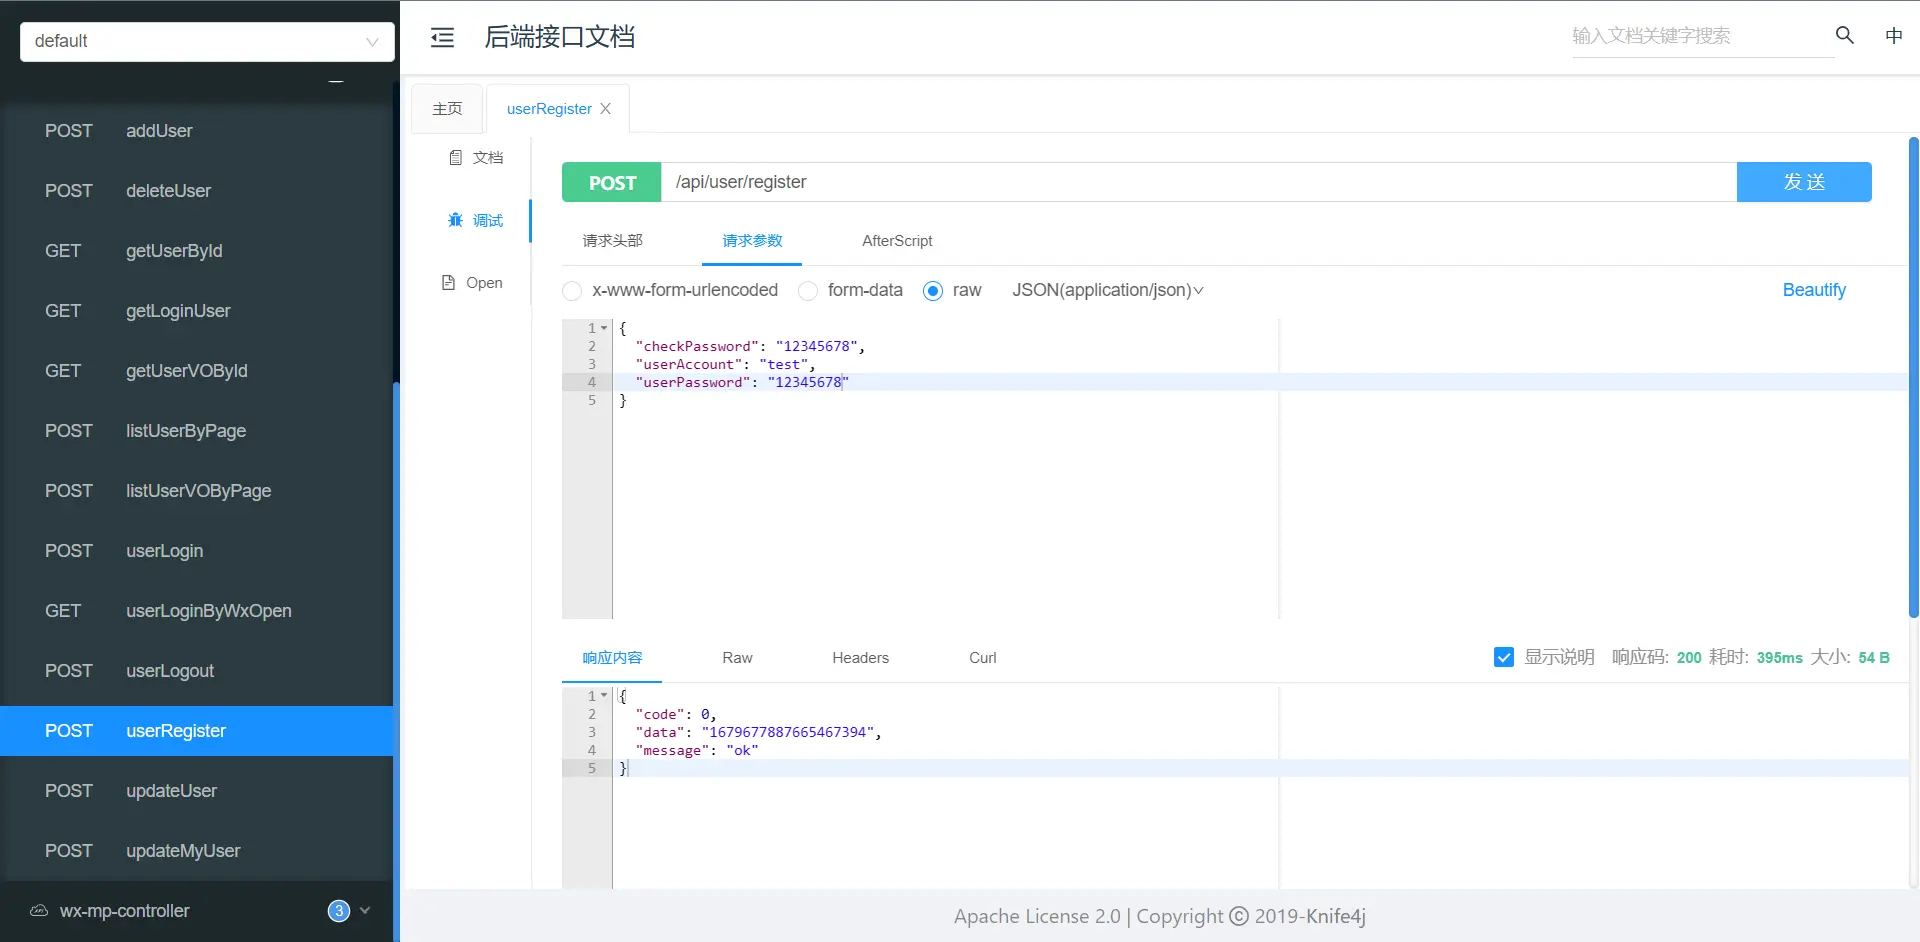 default
后端接口文档
输入文档关键字搜索
中
POST addUser
POST deleteUser
GET getUserById
GET getLoginUser
GET getUserVOById
POST listUserByPage
POST listUserVOByPage
POST userLogin
GET userLoginByWxOpen
POST userLogout
POST userRegister
POST updateUser
POST updateMyUser
wx-mp-controller 3
主页 userRegister
文档
调试
Open
POST /api/user/register 发送
请求头部 请求参数 AfterScript
x-www-form-urlencoded form-data raw JSON(application/json) Beautify
1 {
2 "checkPassword": "12345678",
3 "userAccount": "test",
4 "userPassword": "12345678"
5 }
响应内容 Raw Headers Curl 显示说明 响应码: 200 耗时: 395ms 大小: 54 B
1 {
2 "code": 0,
3 "data": "1679677887665467394",
4 "message": "ok"
5 }
Apache License 2.0 | Copyright © 2019-Knife4j